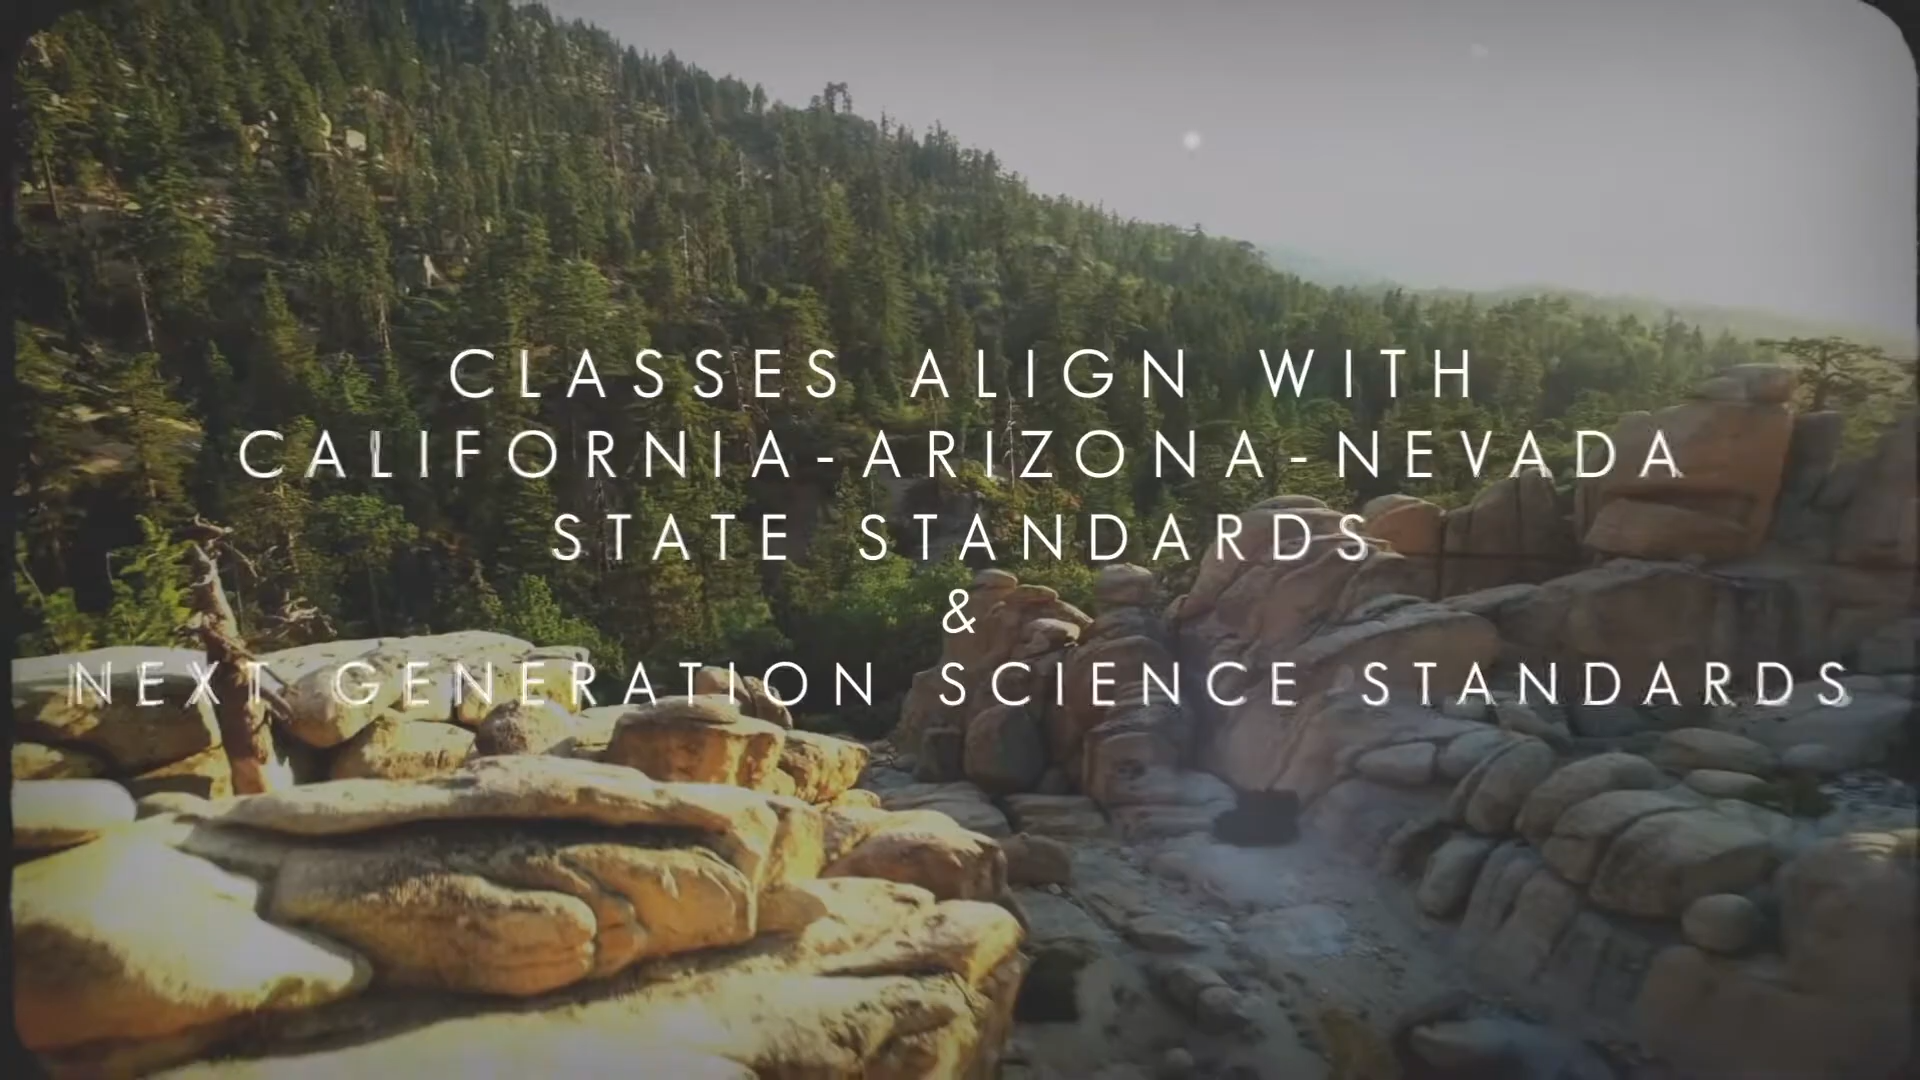 CLASSES ALIGN WITH
CALIFORNIA-ARIZONA-NEVADA
STATE STANDARDS
&
NEXT GENERATION SCIENCE STANDARDS